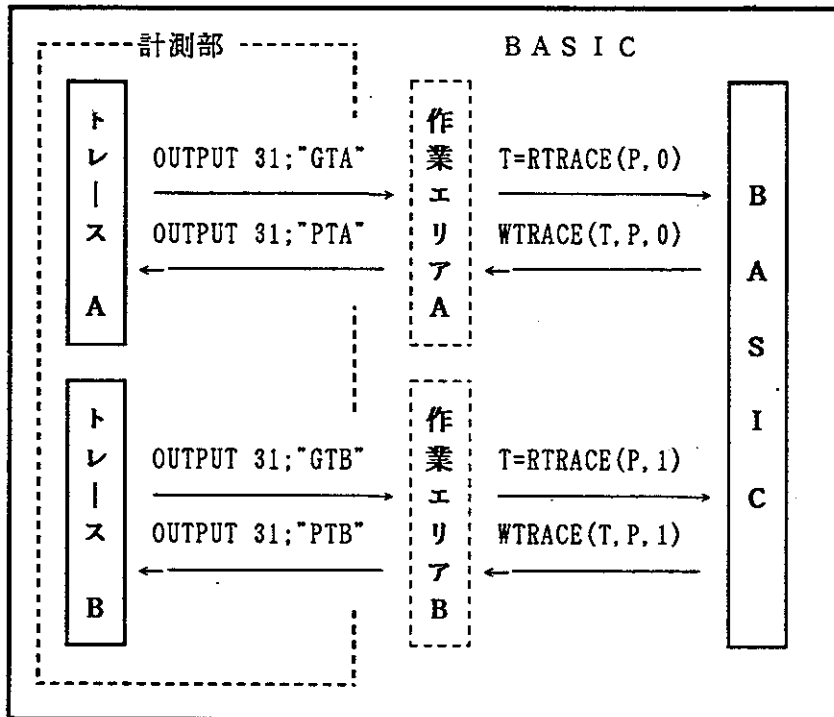 計測部
BASIC
トレース A
OUTPUT 31;"GTA"
OUTPUT 31;"PTA"
作業エリア A
T=RTRACE(P,0)
WTRACE(T,P,0)
トレース B
OUTPUT 31;"GTB"
OUTPUT 31;"PTB"
作業エリア B
T=RTRACE(P,1)
WTRACE(T,P,1)
BASIC